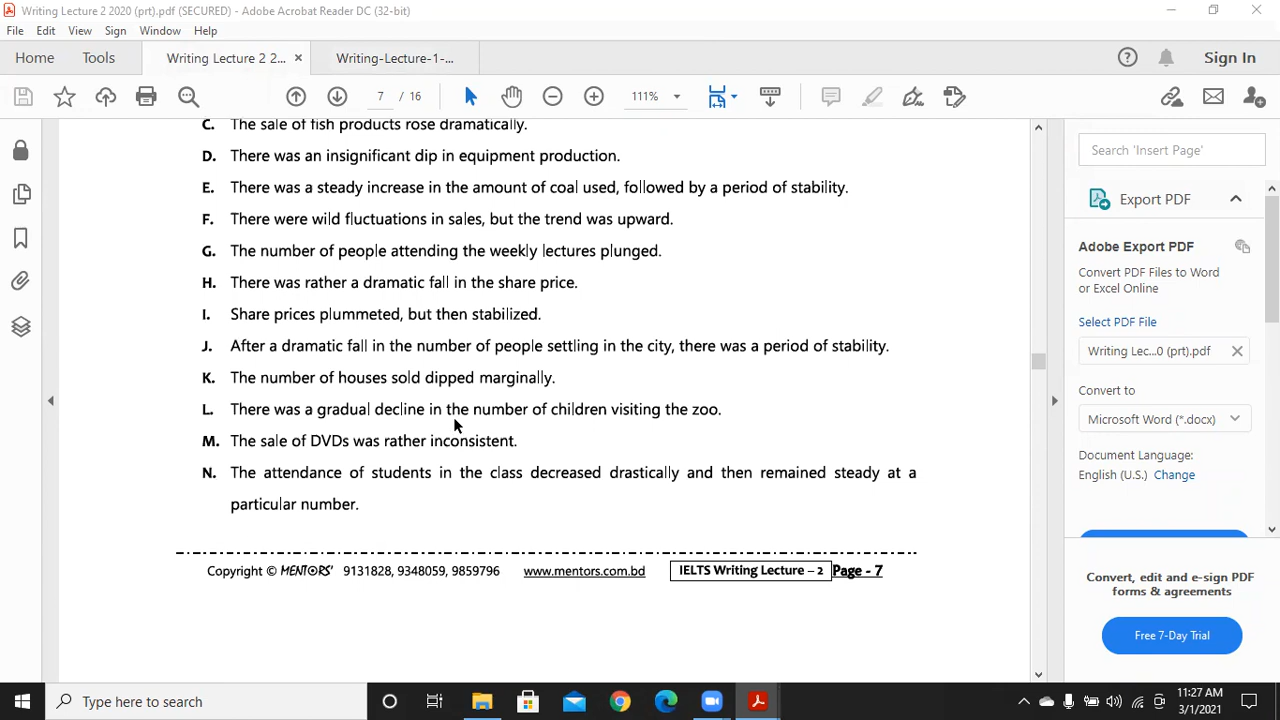 Writing Lecture 2 2020 (prt).pdf (SECURED) - Adobe Acrobat Reader DC (32-bit)
File Edit View Sign Window Help
Home Tools Writing Lecture 2 2... × Writing-Lecture-1-... Sign In
7 / 16 111%
C. The sale of fish products rose dramatically.
D. There was an insignificant dip in equipment production.
E. There was a steady increase in the amount of coal used, followed by a period of stability.
F. There were wild fluctuations in sales, but the trend was upward.
G. The number of people attending the weekly lectures plunged.
H. There was rather a dramatic fall in the share price.
I. Share prices plummeted, but then stabilized.
J. After a dramatic fall in the number of people settling in the city, there was a period of stability.
K. The number of houses sold dipped marginally.
L. There was a gradual decline in the number of children visiting the zoo.
M. The sale of DVDs was rather inconsistent.
N. The attendance of students in the class decreased drastically and then remained steady at a
particular number.
Copyright © MENTORS' 9131828, 9348059, 9859796 www.mentors.com.bd IELTS Writing Lecture – 2 Page - 7
Search 'Insert Page'
Export PDF
Adobe Export PDF
Convert PDF Files to Word
or Excel Online
Select PDF File
Writing Lec...0 (prt).pdf
Convert to
Microsoft Word (*.docx)
Document Language:
English (U.S.) Change
Convert, edit and e-sign PDF
forms & agreements
Free 7-Day Trial
Type here to search
11:27 AM
3/1/2021